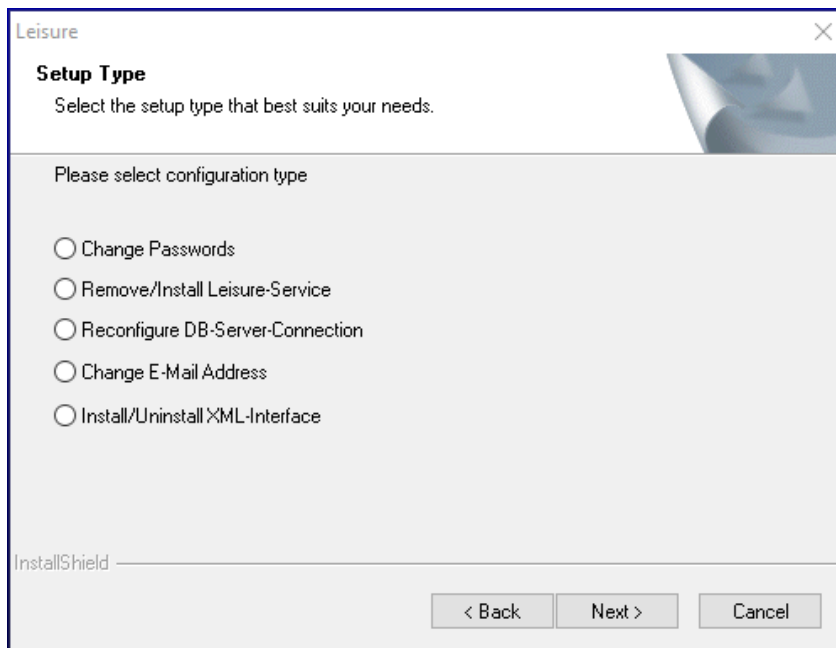 Leisure
Setup Type
Select the setup type that best suits your needs.
Please select configuration type
Change Passwords
Remove/Install Leisure-Service
Reconfigure DB-Server-Connection
Change E-Mail Address
Install/Uninstall XML-Interface
InstallShield
< Back Next > Cancel